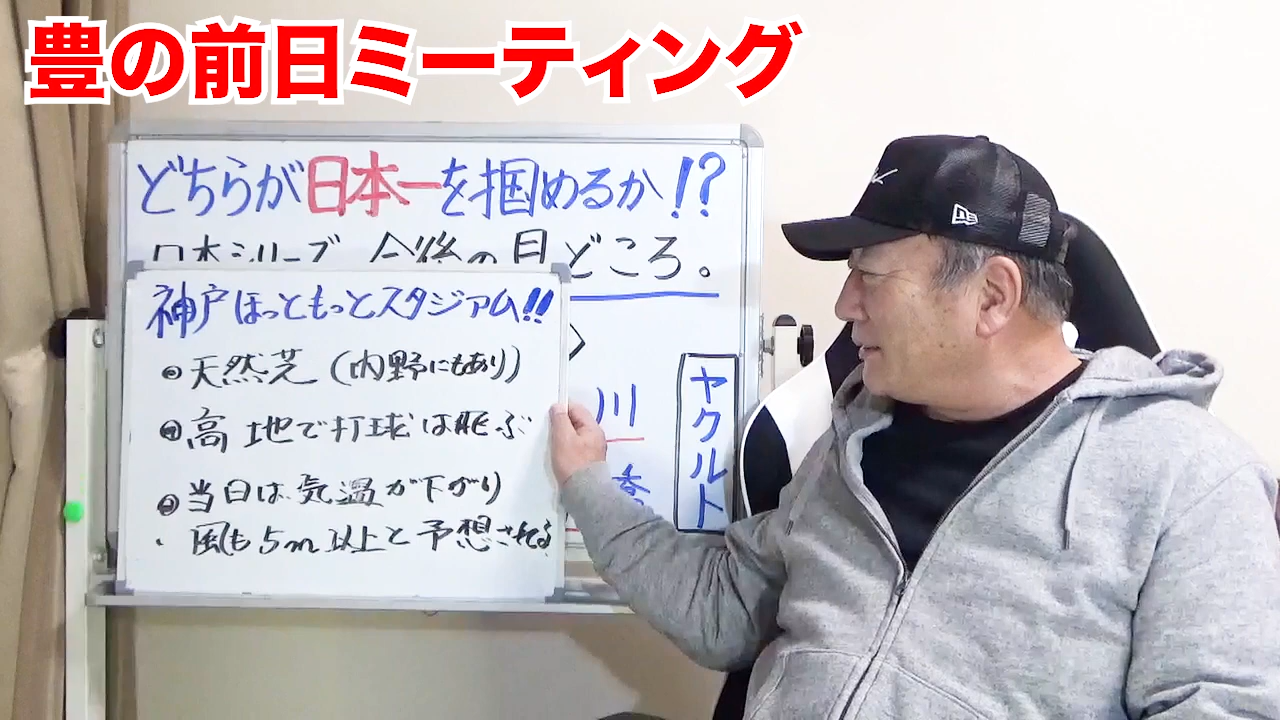 豊の前日ミーティング
どちらが日本一を掴めるか!?
日本シリーズ 今後の見どころ。
神戸ほっともっとスタジアム!!
天然芝(内野にもあり)
高地で打球は飛ぶ
当日は気温が下がり
・風も5m以上と予想される
川
ヤクルト